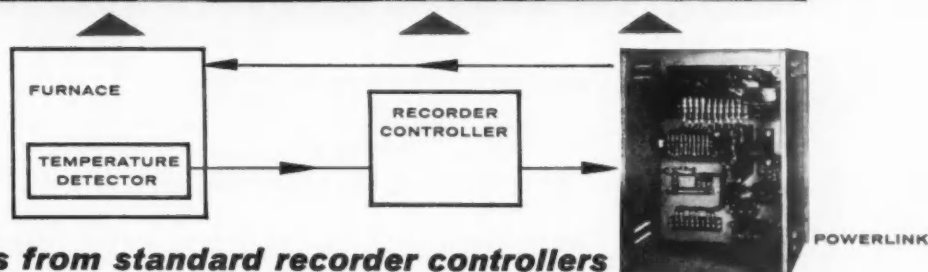 FURNACE
TEMPERATURE
DETECTOR
RECORDER
CONTROLLER
POWERLINK
s from standard recorder controllers